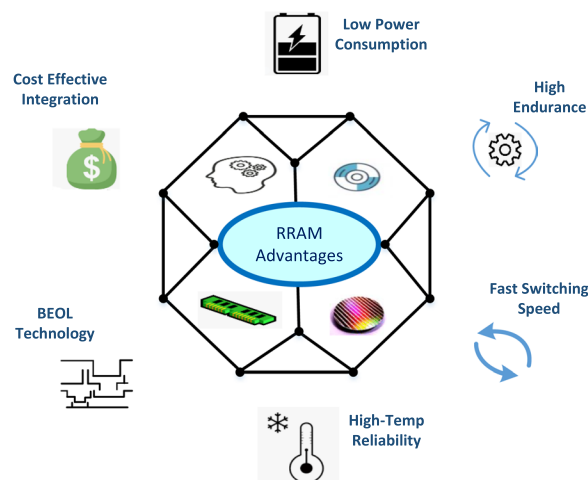 Low Power
Consumption
Cost Effective
Integration
$
High
Endurance
RRAM
Advantages
BEOL
Technology
Fast Switching
Speed
High-Temp
Reliability